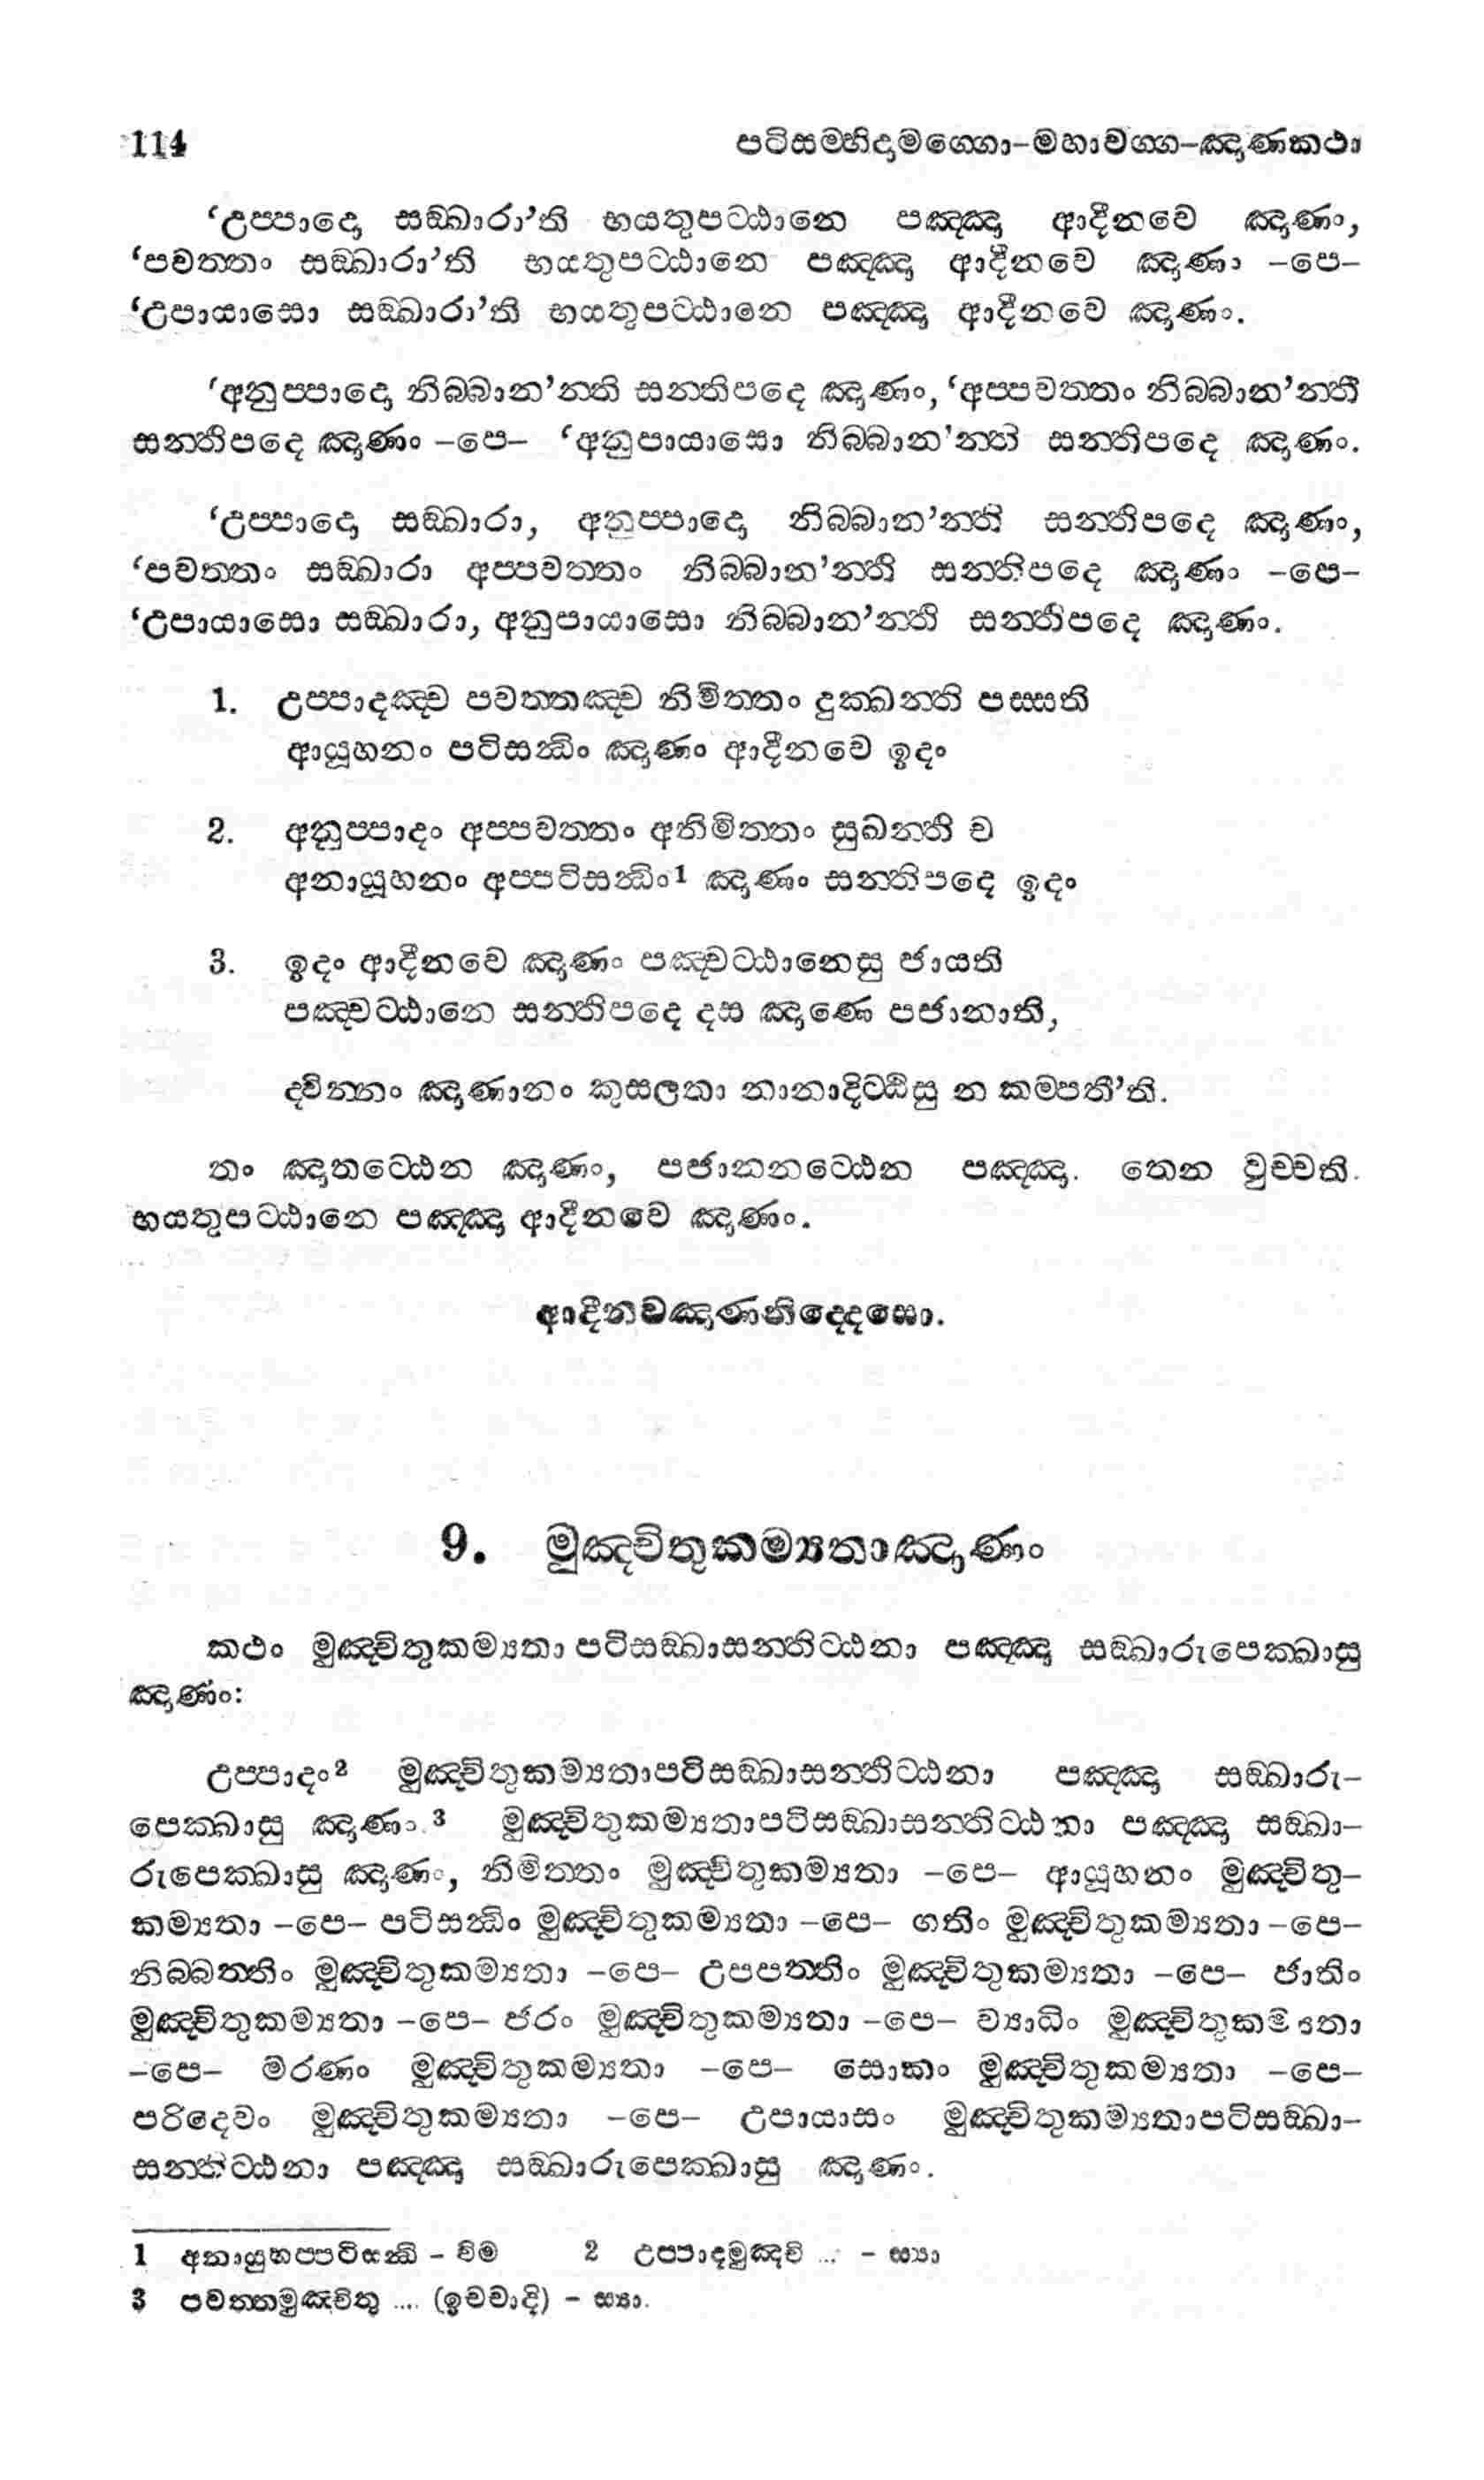 114 පටිසම්භිදාමග්ගො-මහාවග්ග-ඤාණකථා
‘උප්පාදො සඞ්ඛාරා’ති භයතුපට්ඨානෙ පඤ්ඤා ආදීනවෙ ඤාණං,
‘පවත්තං සඞ්ඛාරා’ති භයතුපට්ඨානෙ පඤ්ඤා ආදීනවෙ ඤාණා -පෙ-
‘උපායාසො සඞ්ඛාරා’ති භයතුපට්ඨානෙ පඤ්ඤා ආදීනවෙ ඤාණං.
‘අනුප්පාදො නිබ්බාන’න්ති සන්තිපදෙ ඤාණං, ‘අප්පවත්තං නිබ්බාන’න්තී
සන්තිපදෙ ඤාණං -පෙ- ‘අනුපායාසො නිබ්බාන’න්ති සන්තිපදෙ ඤාණං.
‘උප්පාදො සඞ්ඛාරා, අනුප්පාදො නිබ්බාන’න්ති සන්තිපදෙ ඤාණං,
‘පවත්තං සඞ්ඛාරා අප්පවත්තං නිබ්බාන’න්ති සන්තිපදෙ ඤාණං -පෙ-
‘උපායාසො සඞ්ඛාරා, අනුපායාසො නිබ්බාන’න්ති සන්තිපදෙ ඤාණං.
1. උප්පාදඤ්ච පවත්තඤ්ච නිමිත්තං දුක්ඛන්ති පස්සති
ආයූහනං පටිසන්ධිං ඤාණං ආදීනවෙ ඉදං
2. අනුප්පාදං අප්පවත්තං අනිමිත්තං සුඛන්ති ච
අනායූහනං අප්පටිසන්ධිං1 ඤාණං සන්තිපදෙ ඉදං
3. ඉදං ආදීනවෙ ඤාණං පඤ්චට්ඨානෙසු ජායති
පඤ්චට්ඨානෙ සන්තිපදෙ දස ඤාණෙ පජානාති,
ද්වින්නං ඤාණානං කුසලතා නානාදිට්ඨිසු න කම්පතී’ති.
තං ඤාතට්ඨෙන ඤාණං, පජානනට්ඨෙන පඤ්ඤා. තෙන වුච්චති.
භයතුපට්ඨානෙ පඤ්ඤා ආදීනවෙ ඤාණං.
ආදීනවඤාණනිද්දෙසො.
9. මුඤ්චිතුකම්‍යතාඤාණං
කථං මුඤ්චිතුකම්‍යතා පටිසඞ්ඛාසන්තිට්ඨනා පඤ්ඤා සඞ්ඛාරුපෙක්ඛාසු
ඤාණං:
උප්පාදං2 මුඤ්චිතුකම්‍යතාපටිසඞ්ඛාසන්තිට්ඨනා පඤ්ඤා සඞ්ඛාරු-
පෙක්ඛාසු ඤාණං.3 මුඤ්චිතුකම්‍යතාපටිසඞ්ඛාසන්තිට්ඨනා පඤ්ඤා සඞ්ඛා-
රුපෙක්ඛාසු ඤාණං, නිමිත්තං මුඤ්චිතුකම්‍යතා -පෙ- ආයූහනං මුඤ්චිතු-
කම්‍යතා -පෙ- පටිසන්ධිං මුඤ්චිතුකම්‍යතා -පෙ- ගතිං මුඤ්චිතුකම්‍යතා -පෙ-
නිබ්බත්තිං මුඤ්චිතුකම්‍යතා -පෙ- උපපත්තිං මුඤ්චිතුකම්‍යතා -පෙ- ජාතිං
මුඤ්චිතුකම්‍යතා -පෙ- ජරං මුඤ්චිතුකම්‍යතා -පෙ- ව්‍යාධිං මුඤ්චිතුකම්‍යතා
-පෙ- මරණං මුඤ්චිතුකම්‍යතා -පෙ- සොකං මුඤ්චිතුකම්‍යතා -පෙ-
පරිදෙවං මුඤ්චිතුකම්‍යතා -පෙ- උපායාසං මුඤ්චිතුකම්‍යතාපටිසඞ්ඛා-
සන්තිට්ඨනා පඤ්ඤා සඞ්ඛාරුපෙක්ඛාසු ඤාණං.
1 අනායුහප්පටිසන්ධි - විම 2 උප්පාදමුඤ්චි ... - ස්‍යා
3 පවත්තමුඤ්චිතු .... (ඉච්චාදි) - ස්‍යා.